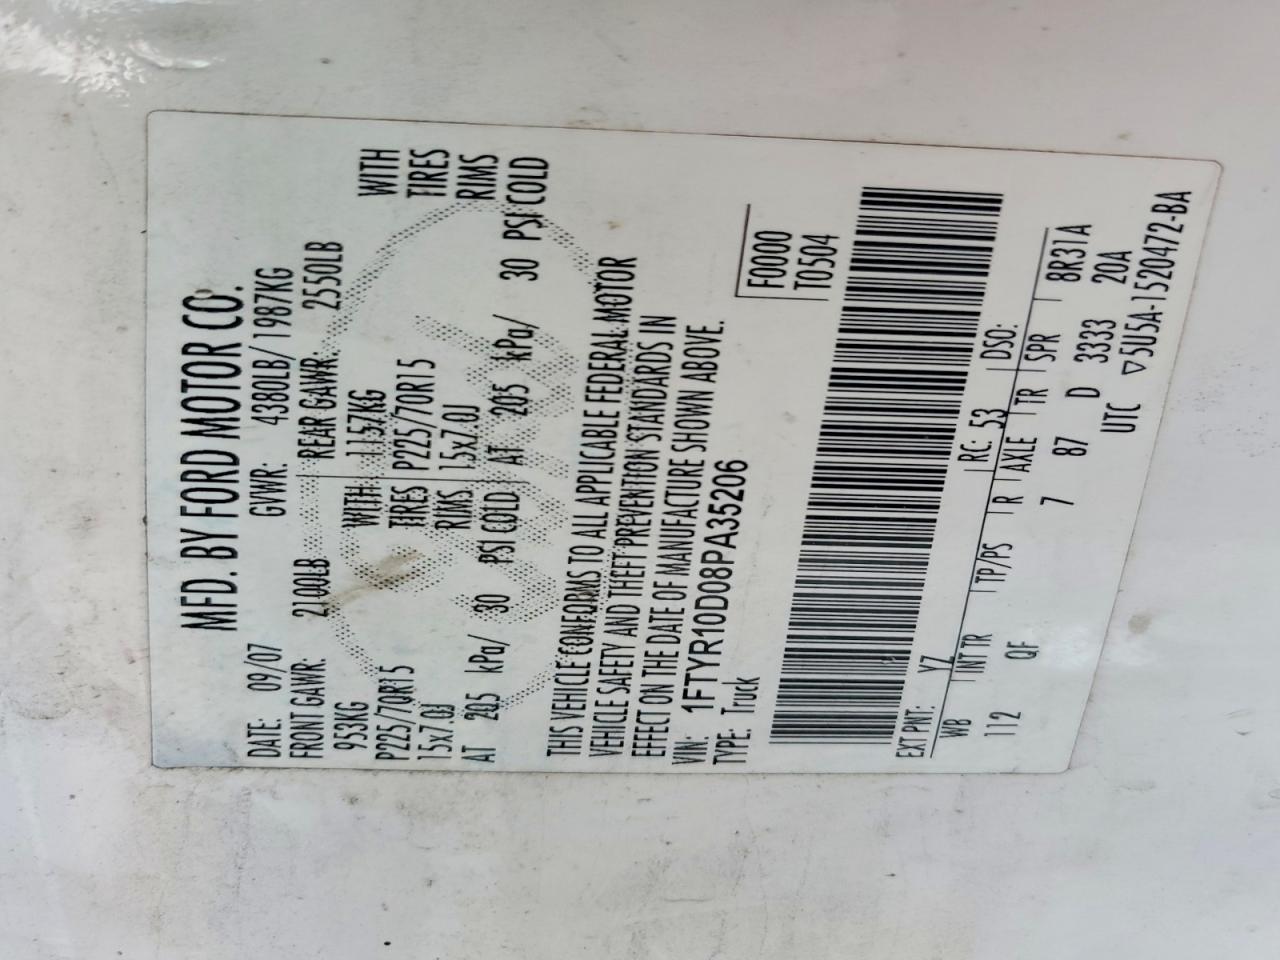 MFD. BY FORD MOTOR CO.
DATE: 09/07 GVWR: 4380LB/1987KG
FRONT GAWR: 2100LB REAR GAWR: 2550LB
953KG WITH 1157KG WITH
P225/70R15 TIRES P225/70R15 TIRES
15x7.0J RIMS 15x7.0J RIMS
AT 205 kPa/ 30 PSI COLD AT 205 kPa/ 30 PSI COLD
THIS VEHICLE CONFORMS TO ALL APPLICABLE FEDERAL MOTOR
VEHICLE SAFETY AND THEFT PREVENTION STANDARDS IN
EFFECT ON THE DATE OF MANUFACTURE SHOWN ABOVE.
VIN: 1FTYR10D08PA35206 F0000
TYPE: Truck T0504
EXT PNT: YZ RC: 53 DSO:
WB INT TR TP/PS R AXLE TR SPR 8R31A
112 QF 7 87 D 3333 20A
UTC ▽5U5A-1520472-BA